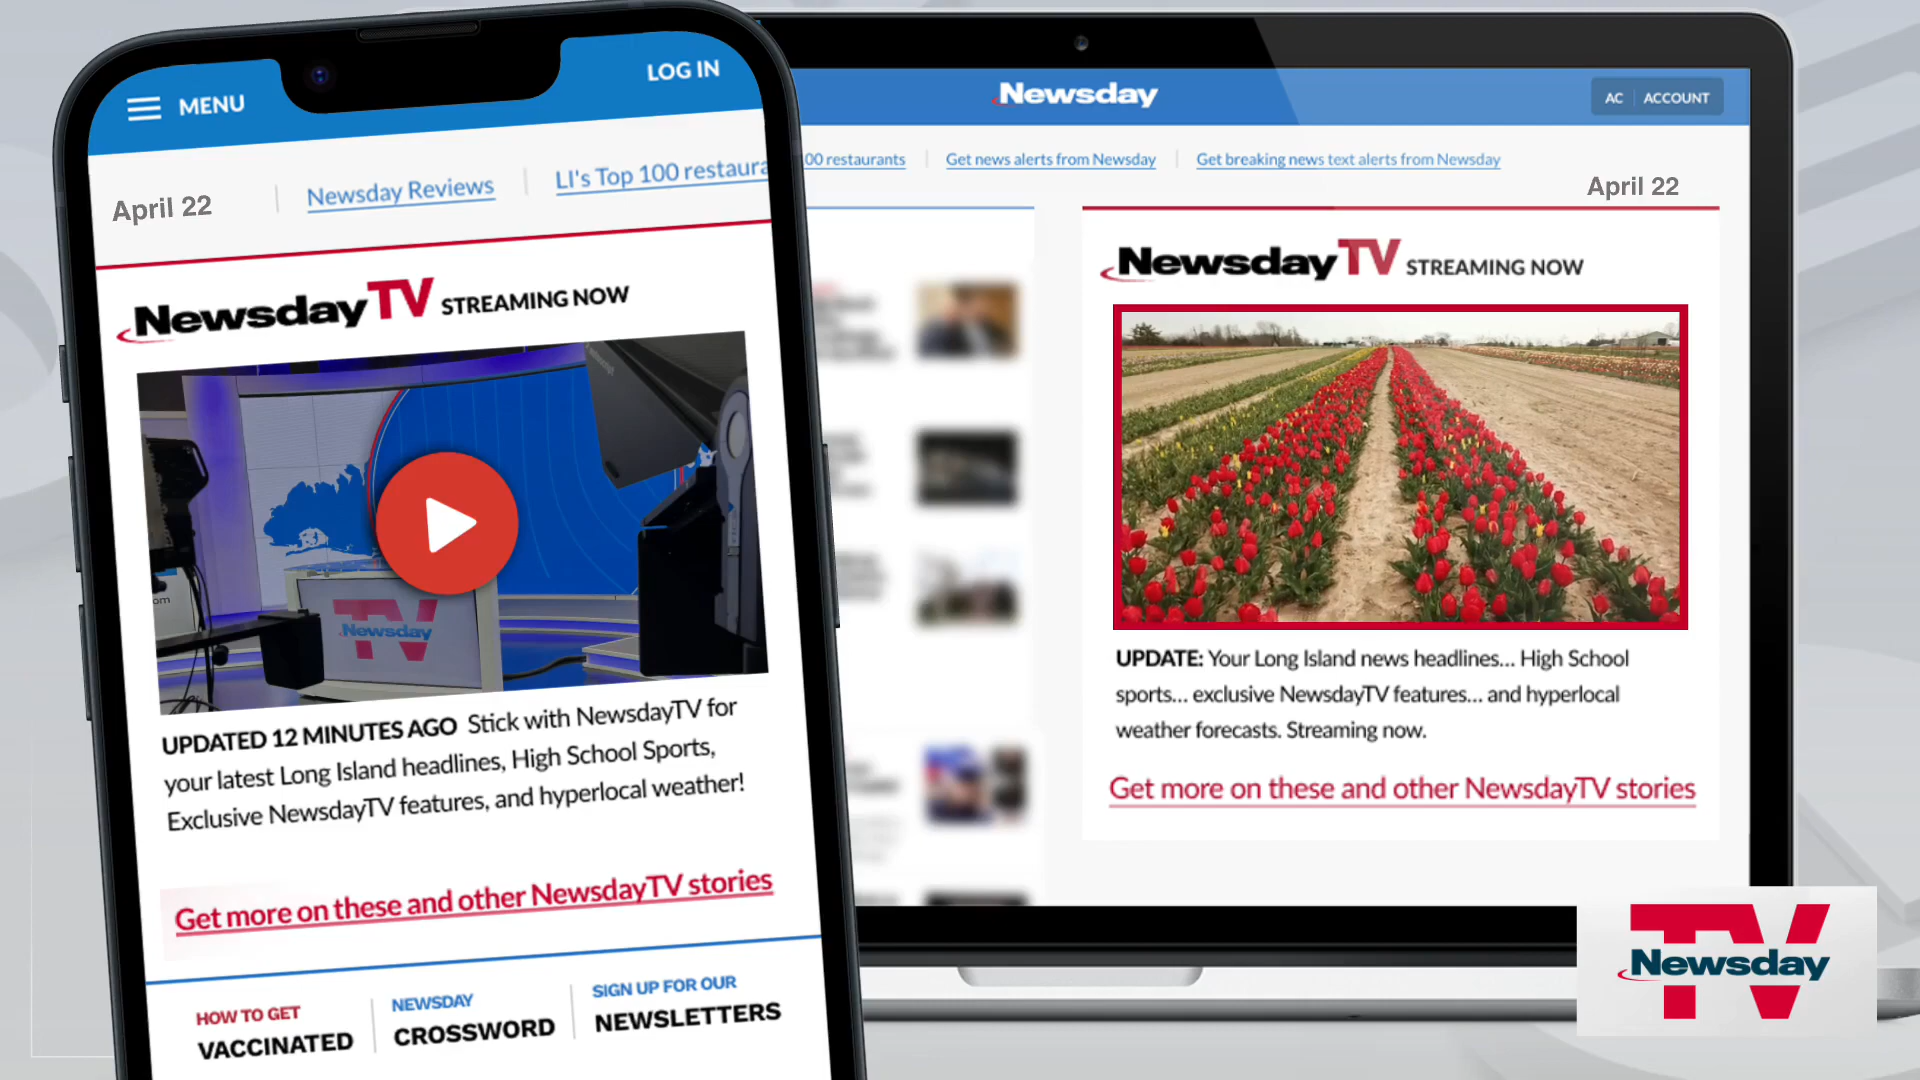 MENU
LOG IN
April 22
Newsday Reviews
LI's Top 100 restaura
NewsdayTV STREAMING NOW
Newsday
TV
om
UPDATED 12 MINUTES AGO Stick with NewsdayTV for
your latest Long Island headlines, High School Sports,
Exclusive NewsdayTV features, and hyperlocal weather!
Get more on these and other NewsdayTV stories
HOW TO GET
VACCINATED
NEWSDAY
CROSSWORD
SIGN UP FOR OUR
NEWSLETTERS
Newsday
AC ACCOUNT
00 restaurants
Get news alerts from Newsday
Get breaking news text alerts from Newsday
April 22
NewsdayTV STREAMING NOW
UPDATE: Your Long Island news headlines... High School
sports... exclusive NewsdayTV features... and hyperlocal
weather forecasts. Streaming now.
Get more on these and other NewsdayTV stories
TV
Newsday